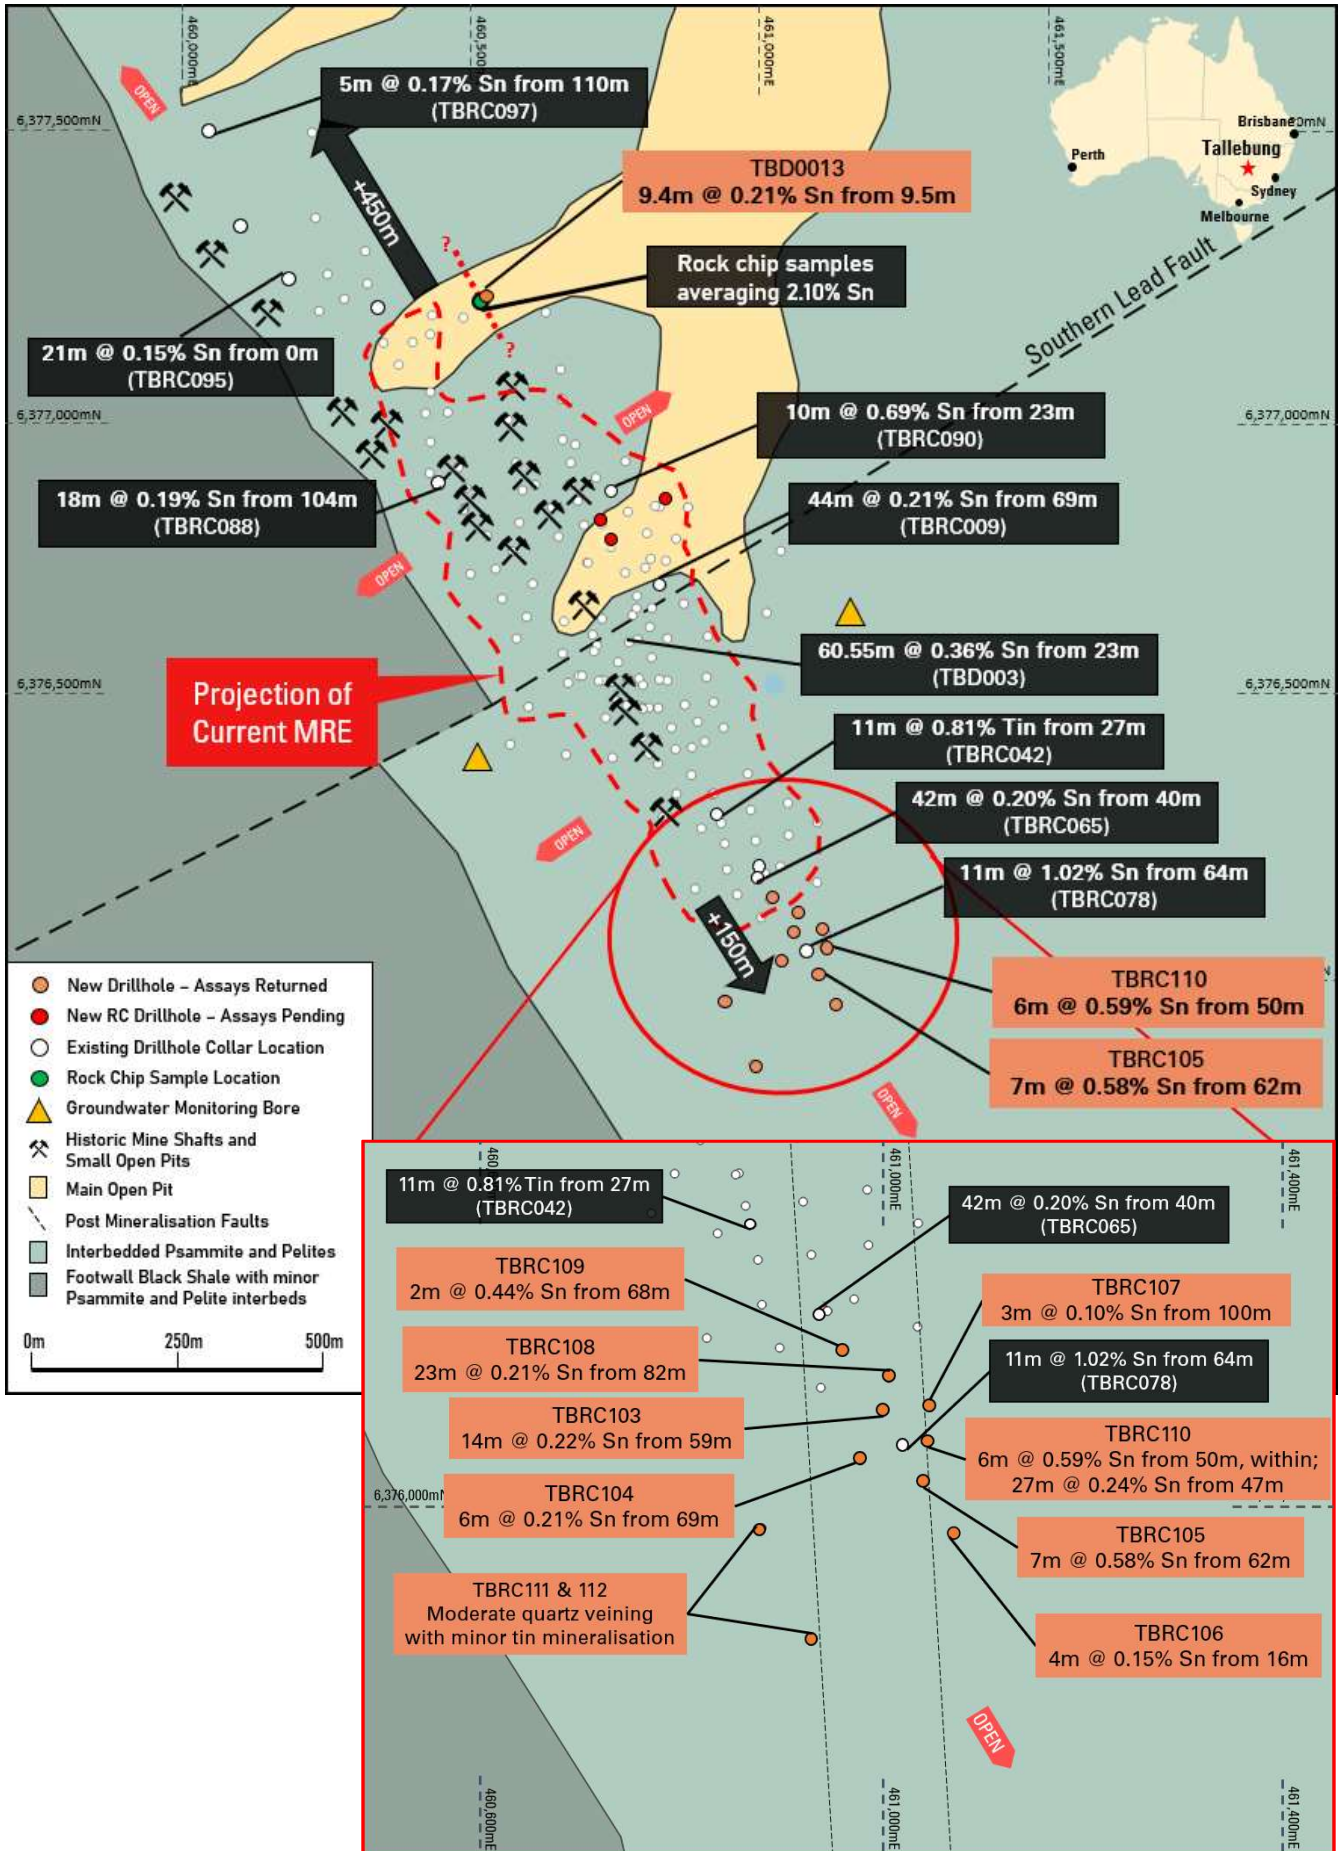 460,000mE
460,500mE
461,000mE
461,500mE
OPEN
5m @ 0.17% Sn from 110m
(TBRC097)
6,377,500mN
Brisbane
0mN
Perth
Tallebung
Sydney
Melbourne
TBD0013
9.4m @ 0.21% Sn from 9.5m
+450m
?
Rock chip samples
averaging 2.10% Sn
Southern Lead Fault
21m @ 0.15% Sn from 0m
(TBRC095)
?
OPEN
6,377,000mN
6,377,000mN
10m @ 0.69% Sn from 23m
(TBRC090)
18m @ 0.19% Sn from 104m
(TBRC088)
44m @ 0.21% Sn from 69m
(TBRC009)
OPEN
60.55m @ 0.36% Sn from 23m
(TBD003)
6,376,500mN
6,376,500mN
Projection of
Current MRE
11m @ 0.81% Tin from 27m
(TBRC042)
42m @ 0.20% Sn from 40m
(TBRC065)
OPEN
11m @ 1.02% Sn from 64m
(TBRC078)
+150m
N
TBRC110
6m @ 0.59% Sn from 50m
TBRC105
7m @ 0.58% Sn from 62m
OPEN
New Drillhole – Assays Returned
New RC Drillhole – Assays Pending
Existing Drillhole Collar Location
Rock Chip Sample Location
Groundwater Monitoring Bore
Historic Mine Shafts and
Small Open Pits
Main Open Pit
Post Mineralisation Faults
Interbedded Psammite and Pelites
Footwall Black Shale with minor
Psammite and Pelite interbeds
0m
250m
500m
461,000mE
461,400mE
11m @ 0.81% Tin from 27m
(TBRC042)
42m @ 0.20% Sn from 40m
(TBRC065)
TBRC109
2m @ 0.44% Sn from 68m
TBRC107
3m @ 0.10% Sn from 100m
TBRC108
23m @ 0.21% Sn from 82m
11m @ 1.02% Sn from 64m
(TBRC078)
TBRC103
14m @ 0.22% Sn from 59m
TBRC110
6m @ 0.59% Sn from 50m, within;
27m @ 0.24% Sn from 47m
6,376,000mN
TBRC104
6m @ 0.21% Sn from 69m
TBRC105
7m @ 0.58% Sn from 62m
TBRC111 & 112
Moderate quartz veining
with minor tin mineralisation
TBRC106
4m @ 0.15% Sn from 16m
OPEN
460,600mE
461,000mE
461,400mE